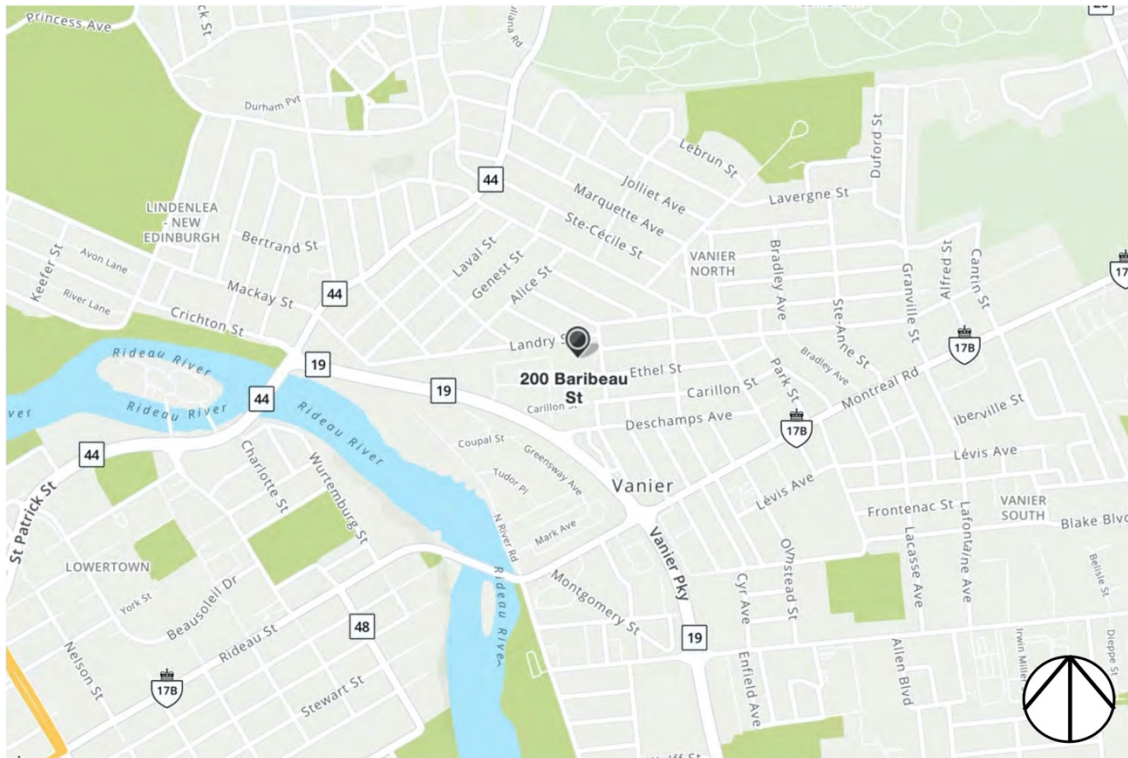 Princess Ave
Durham Pvt
44
Lebrun St
Duford St
Jolliet Ave
Marquette Ave
Lavergne St
LINDENLEA
- NEW
EDINBURGH
Ste-Cécile St
Bertrand St
Laval St
Keefer St
Avon Lane
Genest St
VANIER
NORTH
Bradley Ave
Alfred St
Cantin St
Granville St
Mackay St
Alice St
River Lane
44
Ste-Anne St
Crichton St
Landry S
17B
Rideau River
19
200 Baribeau
St
Ethel St
Bradley Ave
Park St
Montreal Rd
19
Carillon St
44
Rideau River
Rideau River
Carillon St
Deschamps Ave
Iberville St
17B
44
Coupal St
Charlotte St
Wurtemburg St
Greensway Ave
Lévis Ave
Tudor Pl
Vanier
Lévis Ave
St Patrick St
Frontenac St
VANIER
SOUTH
N River Rd
Mark Ave
Blake Blvd
Vanier Pky
Lacasse Ave
Lafontaine Ave
LOWERTOWN
Beausoleil Dr
Rideau River
Montgomery St
Cyr Ave
Olmstead St
Belisle St
York St
Rideau St
48
19
Nelson St
17B
Stewart St
Enfield Ave
Allen Blvd
Dieppe St